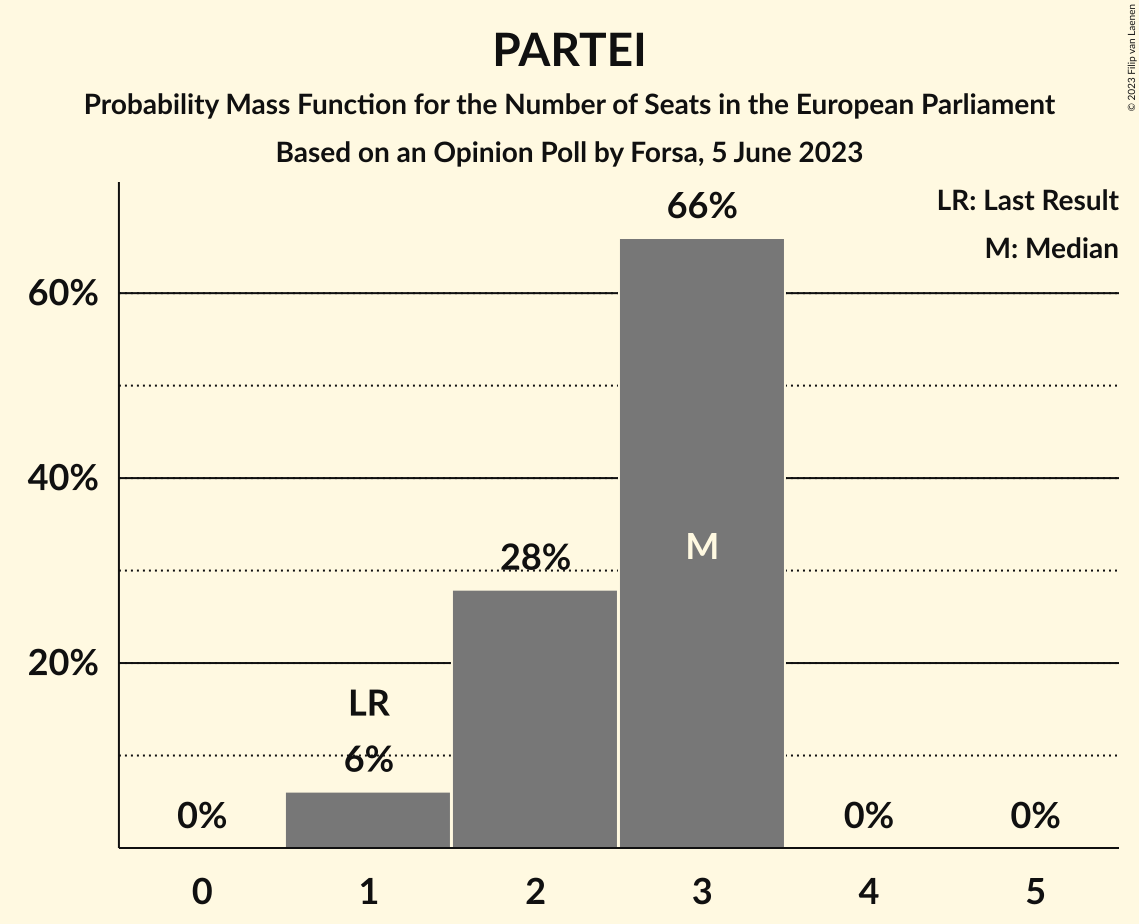 PARTEI
Probability Mass Function for the Number of Seats in the European Parliament
Based on an Opinion Poll by Forsa, 5 June 2023
© 2023 Filip van Laenen
LR: Last Result
M: Median
66%
60%
40%
28%
M
20%
LR
6%
0%
0%
0%
0
1
2
3
4
5